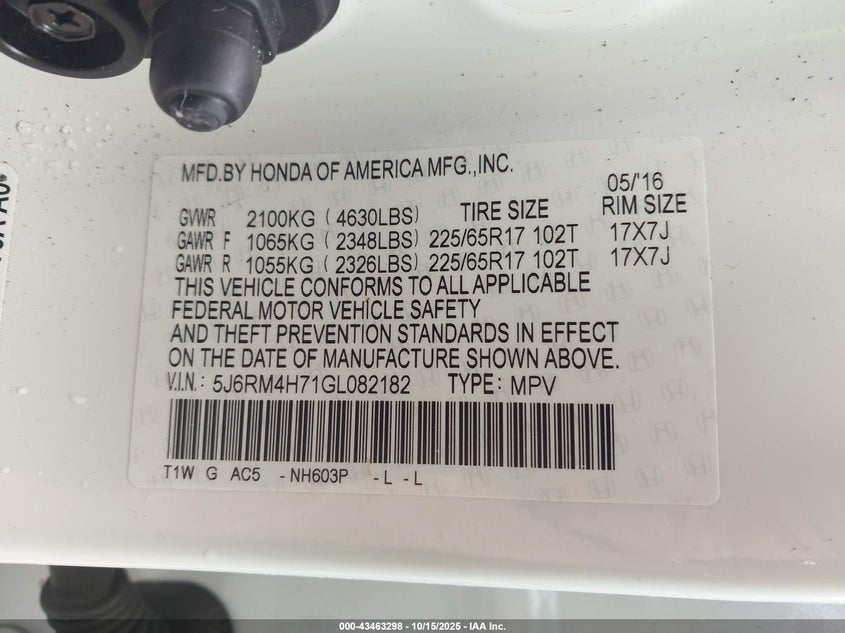 MFD.BY HONDA OF AMERICA MFG.,INC.
05/'16
GVWR 2100KG ( 4630LBS) TIRE SIZE RIM SIZE
GAWR F 1065KG ( 2348LBS) 225/65R17 102T 17X7J
GAWR R 1055KG ( 2326LBS) 225/65R17 102T 17X7J
THIS VEHICLE CONFORMS TO ALL APPLICABLE
FEDERAL MOTOR VEHICLE SAFETY
AND THEFT PREVENTION STANDARDS IN EFFECT
ON THE DATE OF MANUFACTURE SHOWN ABOVE.
V.I.N.: 5J6RM4H71GL082182 TYPE: MPV
T1W G AC5 - NH603P - L - L
000-43463298 - 10/15/2025 - IAA Inc.